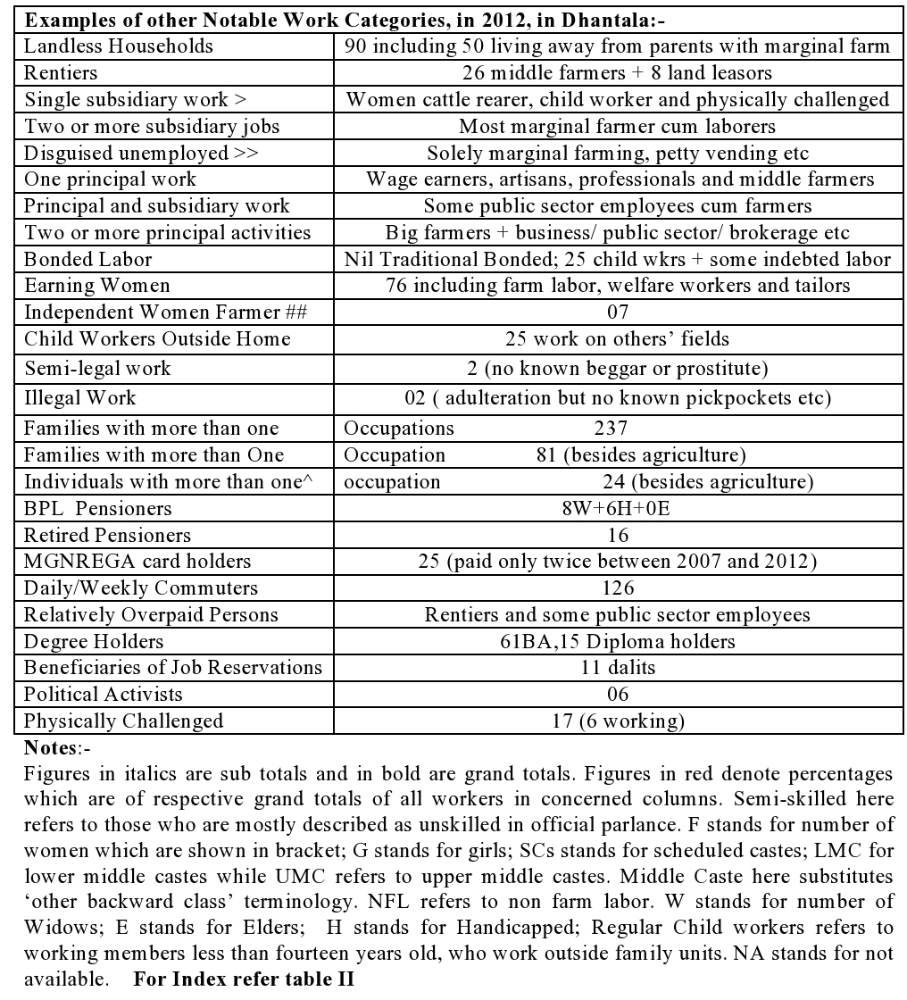 Examples of other Notable Work Categories, in 2012, in Dhantala:-
Landless Households 90 including 50 living away from parents with marginal farm
Rentiers 26 middle farmers + 8 land leasors
Single subsidiary work > Women cattle rearer, child worker and physically challenged
Two or more subsidiary jobs Most marginal farmer cum laborers
Disguised unemployed >> Solely marginal farming, petty vending etc
One principal work Wage earners, artisans, professionals and middle farmers
Principal and subsidiary work Some public sector employees cum farmers
Two or more principal activities Big farmers + business/ public sector/ brokerage etc
Bonded Labor Nil Traditional Bonded; 25 child wkrs + some indebted labor
Earning Women 76 including farm labor, welfare workers and tailors
Independent Women Farmer ## 07
Child Workers Outside Home 25 work on others’ fields
Semi-legal work 2 (no known beggar or prostitute)
Illegal Work 02 ( adulteration but no known pickpockets etc)
Families with more than one Occupations 237
Families with more than One Occupation 81 (besides agriculture)
Individuals with more than one^ occupation 24 (besides agriculture)
BPL Pensioners 8W+6H+0E
Retired Pensioners 16
MGNREGA card holders 25 (paid only twice between 2007 and 2012)
Daily/Weekly Commuters 126
Relatively Overpaid Persons Rentiers and some public sector employees
Degree Holders 61BA,15 Diploma holders
Beneficiaries of Job Reservations 11 dalits
Political Activists 06
Physically Challenged 17 (6 working)
Notes:-
Figures in italics are sub totals and in bold are grand totals. Figures in red denote percentages
which are of respective grand totals of all workers in concerned columns. Semi-skilled here
refers to those who are mostly described as unskilled in official parlance. F stands for number of
women which are shown in bracket; G stands for girls; SCs stands for scheduled castes; LMC for
lower middle castes while UMC refers to upper middle castes. Middle Caste here substitutes
‘other backward class’ terminology. NFL refers to non farm labor. W stands for number of
Widows; E stands for Elders; H stands for Handicapped; Regular Child workers refers to
working members less than fourteen years old, who work outside family units. NA stands for not
available. For Index refer table II